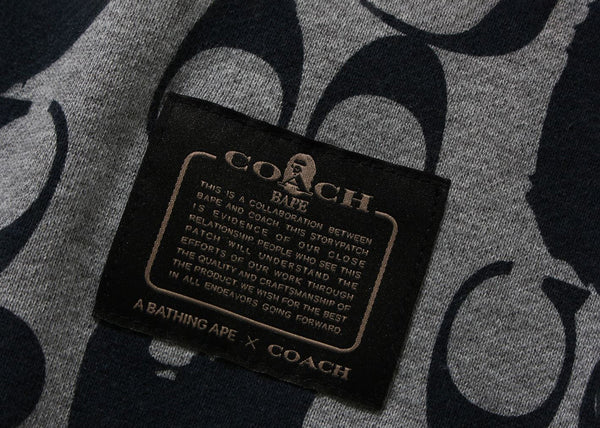 COACH
BAPE
THIS IS A COLLABORATION BETWEEN
BAPE AND COACH, THIS STORYPATCH
IS EVIDENCE OF OUR CLOSE
RELATIONSHIP PEOPLE WHO SEE THIS
PATCH WILL UNDERSTAND THE
EFFORTS OF OUR WORK THROUGH
THE QUALITY AND CRAFTSMANSHIP OF
THE PRODUCT WE WISH FOR THE BEST
IN ALL ENDEAVORS GOING FORWARD.
A BATHING APE × COACH